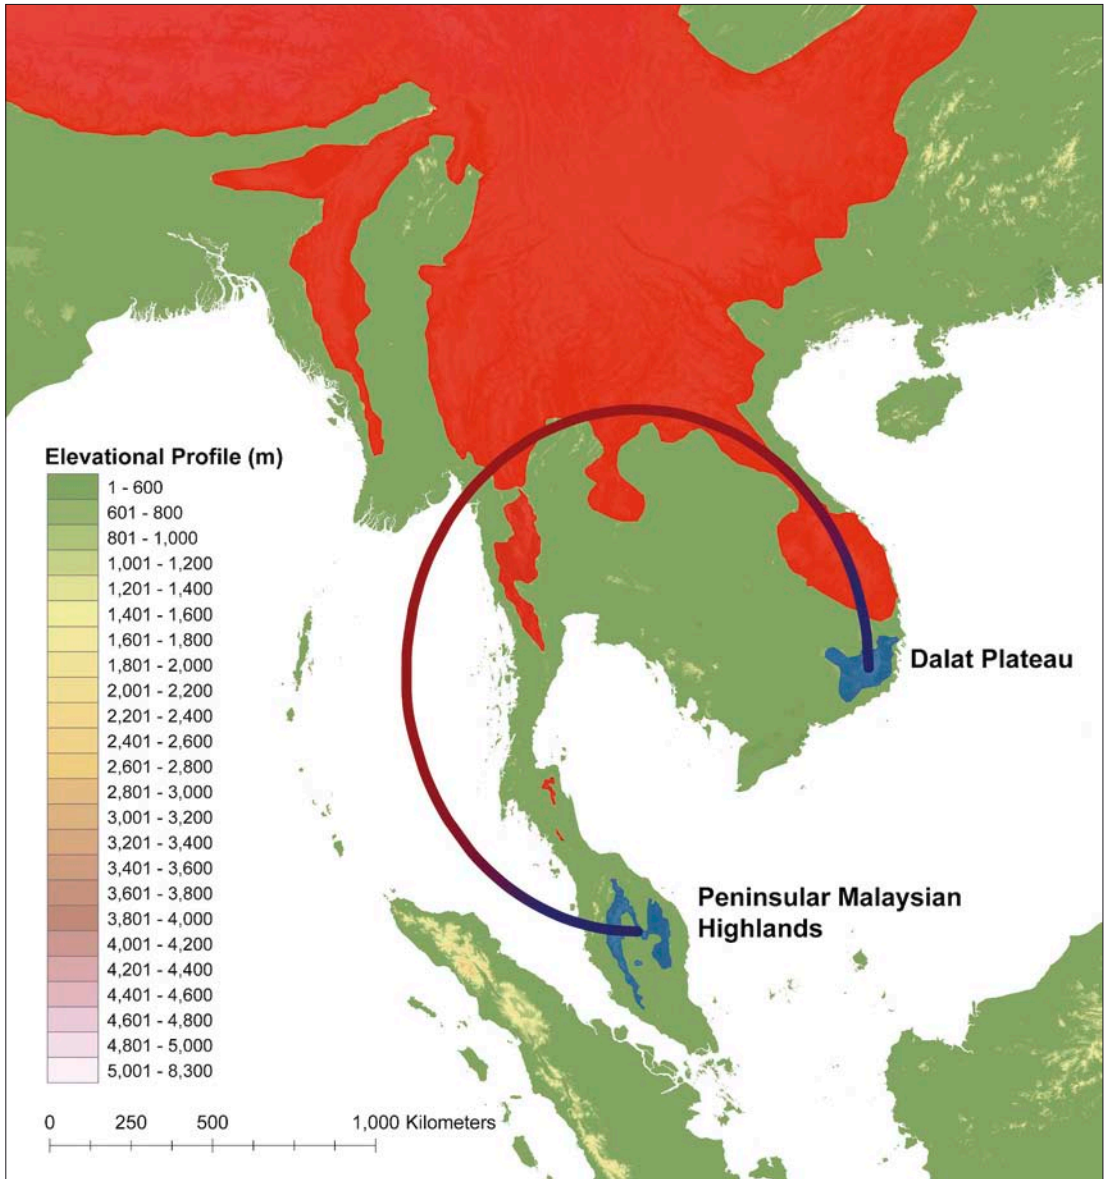 Elevational Profile (m)
1 - 600
601 - 800
801 - 1,000
1,001 - 1,200
1,201 - 1,400
1,401 - 1,600
1,601 - 1,800
1,801 - 2,000
2,001 - 2,200
2,201 - 2,400
2,401 - 2,600
2,601 - 2,800
2,801 - 3,000
3,001 - 3,200
3,201 - 3,400
3,401 - 3,600
3,601 - 3,800
3,801 - 4,000
4,001 - 4,200
4,201 - 4,400
4,401 - 4,600
4,601 - 4,800
4,801 - 5,000
5,001 - 8,300
0 250 500 1,000 Kilometers
Dalat Plateau
Peninsular Malaysian
Highlands